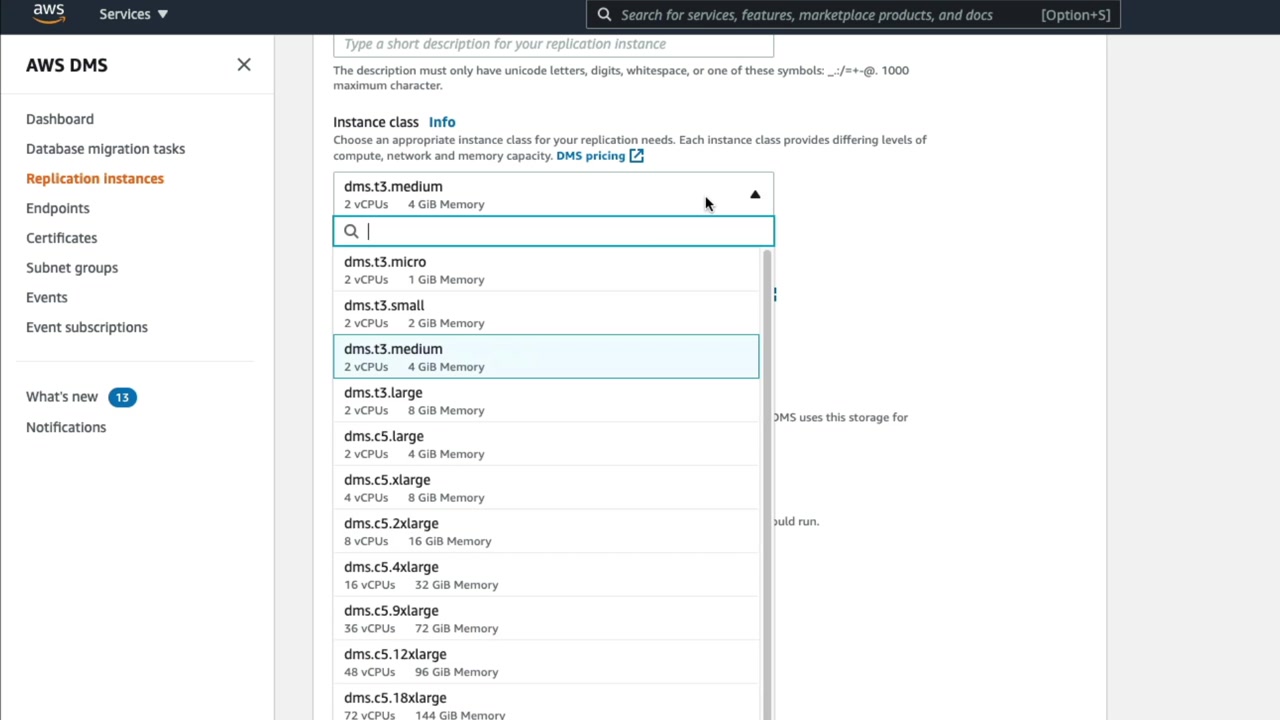 aws
Services ▼
Search for services, features, marketplace products, and docs [Option+S]
AWS DMS
Dashboard
Database migration tasks
Replication instances
Endpoints
Certificates
Subnet groups
Events
Event subscriptions
What's new 13
Notifications
Type a short description for your replication instance
The description must only have unicode letters, digits, whitespace, or one of these symbols: _.:/=+-@. 1000
maximum character.
Instance class Info
Choose an appropriate instance class for your replication needs. Each instance class provides differing levels of
compute, network and memory capacity. DMS pricing
dms.t3.medium
2 vCPUs 4 GiB Memory
dms.t3.micro
2 vCPUs 1 GiB Memory
dms.t3.small
2 vCPUs 2 GiB Memory
dms.t3.medium
2 vCPUs 4 GiB Memory
dms.t3.large
2 vCPUs 8 GiB Memory
dms.c5.large
2 vCPUs 4 GiB Memory
DMS uses this storage for
dms.c5.xlarge
4 vCPUs 8 GiB Memory
dms.c5.2xlarge
8 vCPUs 16 GiB Memory
ould run.
dms.c5.4xlarge
16 vCPUs 32 GiB Memory
dms.c5.9xlarge
36 vCPUs 72 GiB Memory
dms.c5.12xlarge
48 vCPUs 96 GiB Memory
dms.c5.18xlarge
72 vCPUs 144 GiB Memory